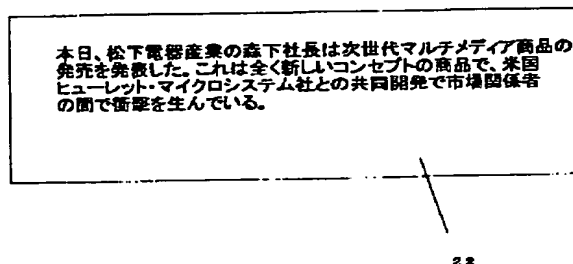 本日、松下電器産業の森下社長は次世代マルチメディア商品の
発売を発表した。これは全く新しいコンセプトの商品で、米国
ヒューレット・マイクロシステム社との共同開発で市場関係者
の間で衝撃を生んでいる。
22